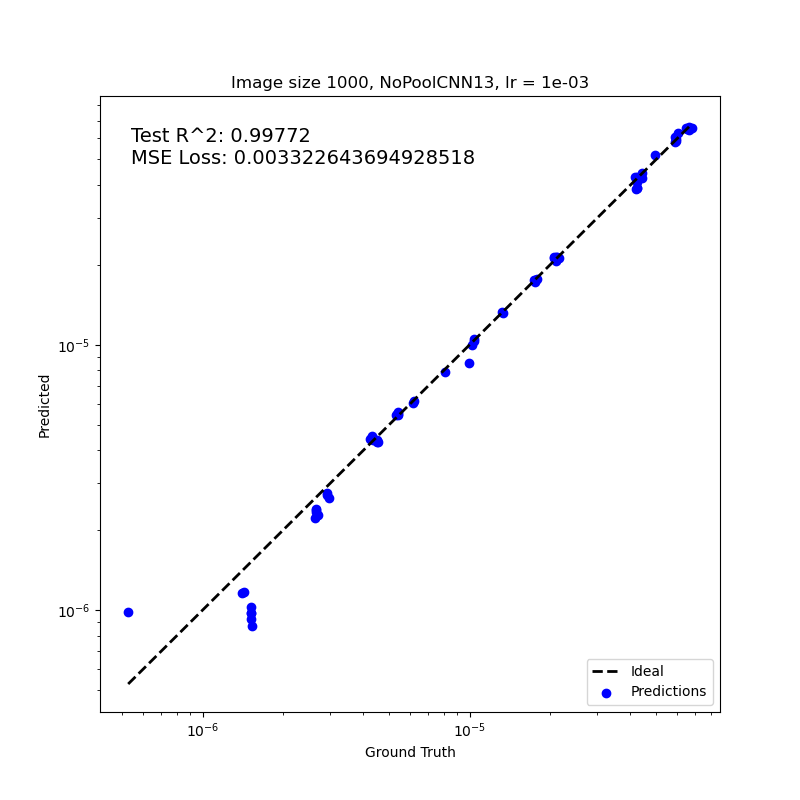 Image size 1000, NoPoolCNN13, lr = 1e-03
Test R^2: 0.99772
MSE Loss: 0.003322643694928518
Predicted
10⁻⁵
10⁻⁶
Ideal
Predictions
10⁻⁶
10⁻⁵
Ground Truth